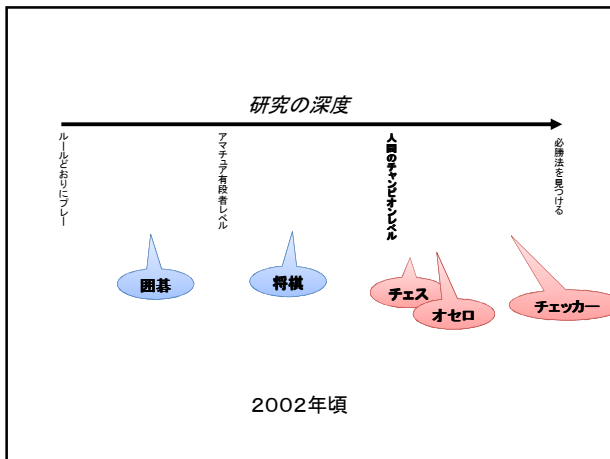 研究の深度
ルールどおりにプレー
アマチュア有段者レベル
人間のチャンピオンレベル
必勝法を見つける
囲碁
将棋
チェス
オセロ
チェッカー
2002年頃